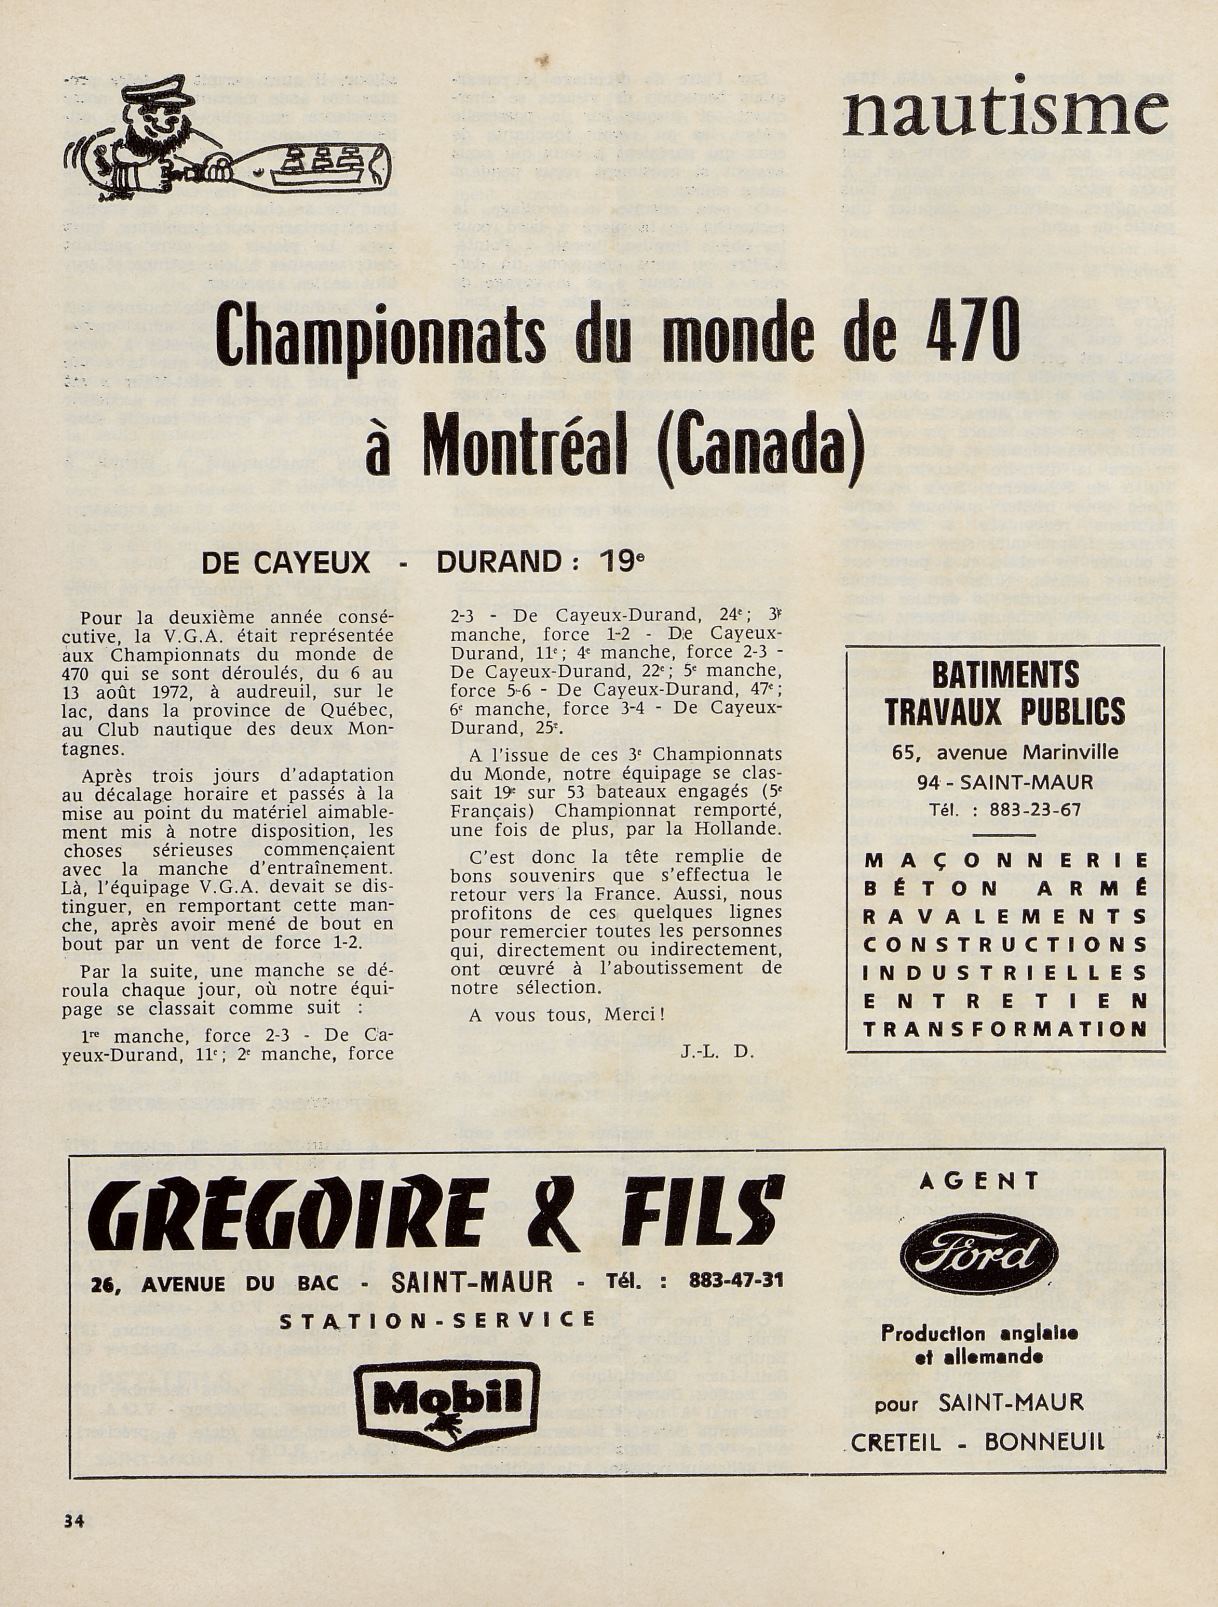 nautisme
Championnats du monde de 470
à Montréal (Canada)
DE CAYEUX - DURAND : 19e
Pour la deuxième année consé-
cutive, la V.G.A. était représentée
aux Championnats du monde de
470 qui se sont déroulés, du 6 au
13 août 1972, à audreuil, sur le
lac, dans la province de Québec,
au Club nautique des deux Mon-
tagnes.
Après trois jours d'adaptation
au décalage horaire et passés à la
mise au point du matériel aimable-
ment mis à notre disposition, les
choses sérieuses commençaient
avec la manche d'entraînement.
Là, l'équipage V.G.A. devait se dis-
tinguer, en remportant cette man-
che, après avoir mené de bout en
bout par un vent de force 1-2.
Par la suite, une manche se dé-
roula chaque jour, où notre équi-
page se classait comme suit :
1re manche, force 2-3 - De Ca-
yeux-Durand, 11e ; 2e manche, force
2-3 - De Cayeux-Durand, 24e ; 3e
manche, force 1-2 - De Cayeux-
Durand, 11e ; 4e manche, force 2-3 -
De Cayeux-Durand, 22e ; 5e manche,
force 5-6 - De Cayeux-Durand, 47e ;
6e manche, force 3-4 - De Cayeux-
Durand, 25e.
A l'issue de ces 3e Championnats
du Monde, notre équipage se clas-
sait 19e sur 53 bateaux engagés (5e
Français) Championnat remporté,
une fois de plus, par la Hollande.
C'est donc la tête remplie de
bons souvenirs que s'effectua le
retour vers la France. Aussi, nous
profitons de ces quelques lignes
pour remercier toutes les personnes
qui, directement ou indirectement,
ont œuvré à l'aboutissement de
notre sélection.
A vous tous, Merci !
J.-L. D.
BATIMENTS
TRAVAUX PUBLICS
65, avenue Marinville
94 - SAINT-MAUR
Tél. : 883-23-67
MAÇONNERIE
BÉTON ARMÉ
RAVALEMENTS
CONSTRUCTIONS
INDUSTRIELLES
ENTRETIEN
TRANSFORMATION
GRÉGOIRE & FILS
26, AVENUE DU BAC - SAINT-MAUR - Tél. : 883-47-31
STATION-SERVICE
Mobil
AGENT
Ford
Production anglaise
et allemande
pour SAINT-MAUR
CRETEIL - BONNEUIL
34